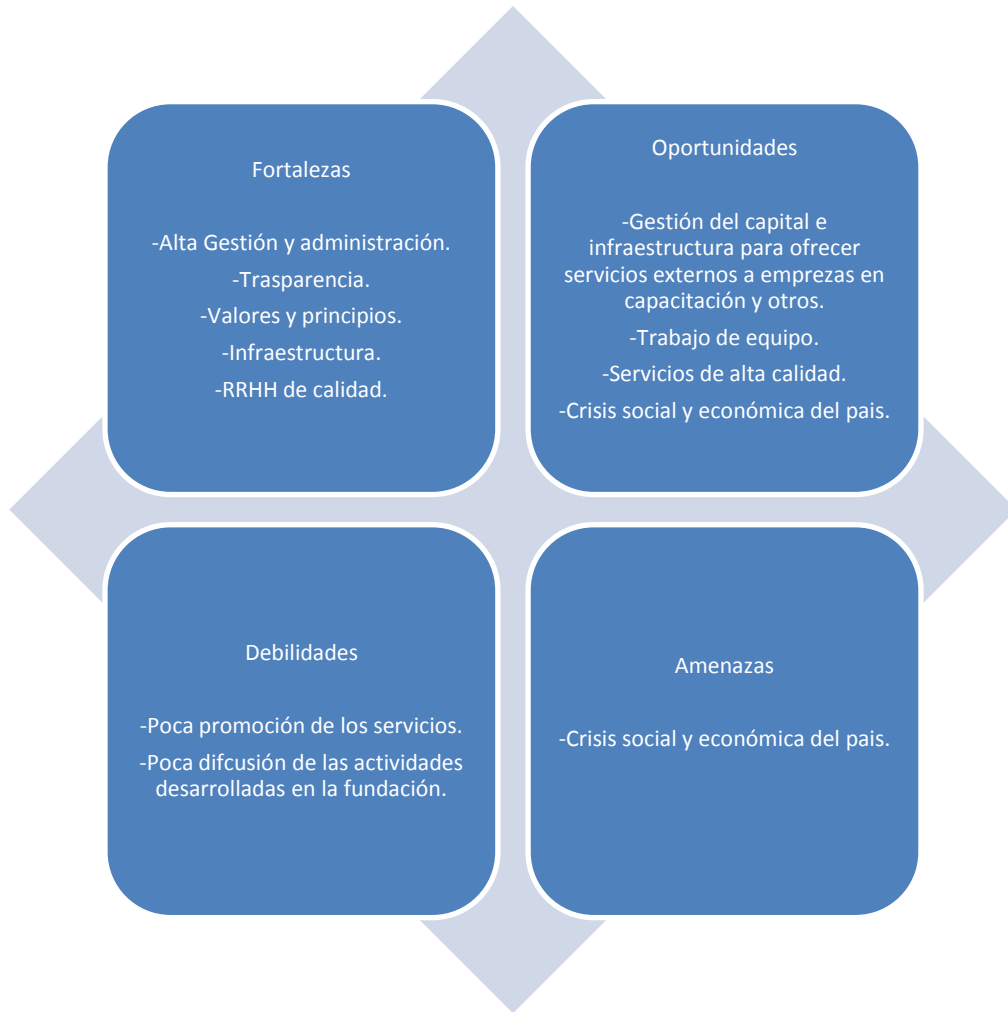 Fortalezas
-Alta Gestión y administración.
-Trasparencia.
-Valores y principios.
-Infraestructura.
-RRHH de calidad.
Oportunidades
-Gestión del capital e
infraestructura para ofrecer
servicios externos a emprezas en
capacitación y otros.
-Trabajo de equipo.
-Servicios de alta calidad.
-Crisis social y económica del pais.
Debilidades
-Poca promoción de los servicios.
-Poca difcusión de las actividades
desarrolladas en la fundación.
Amenazas
-Crisis social y económica del pais.